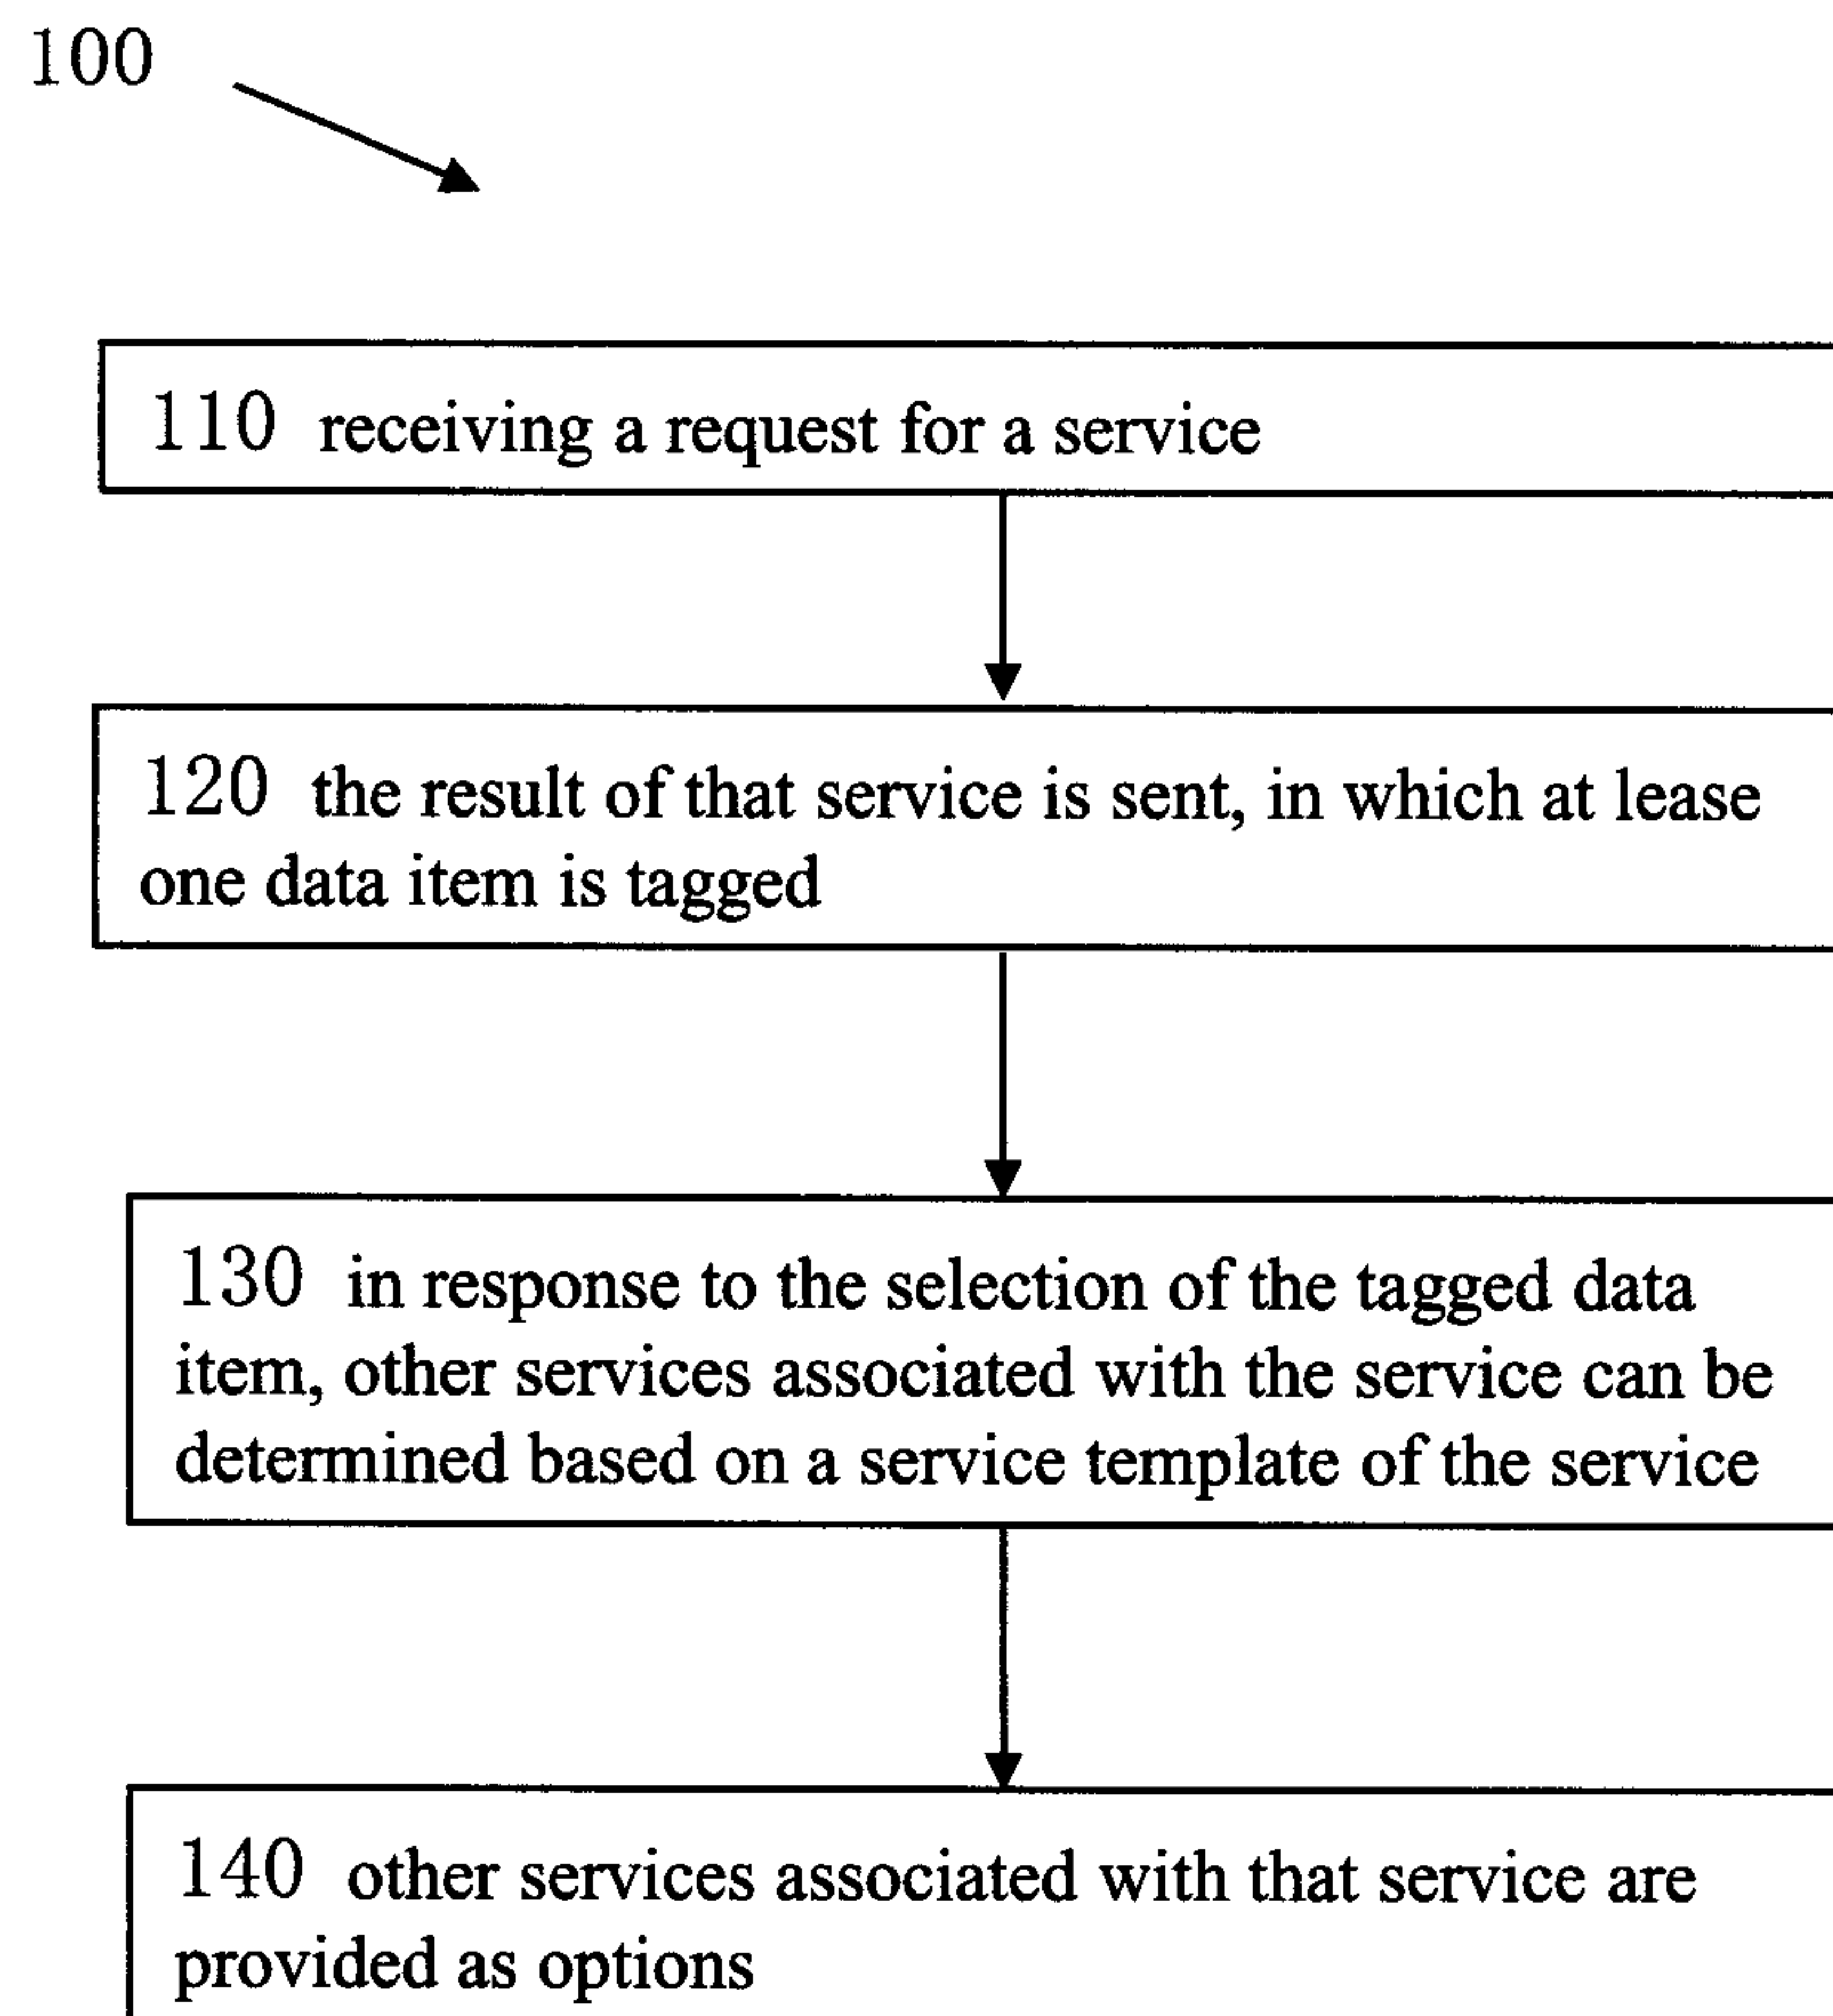 100
110 receiving a request for a service
120 the result of that service is sent, in which at lease
one data item is tagged
130 in response to the selection of the tagged data
item, other services associated with the service can be
determined based on a service template of the service
140 other services associated with that service are
provided as options